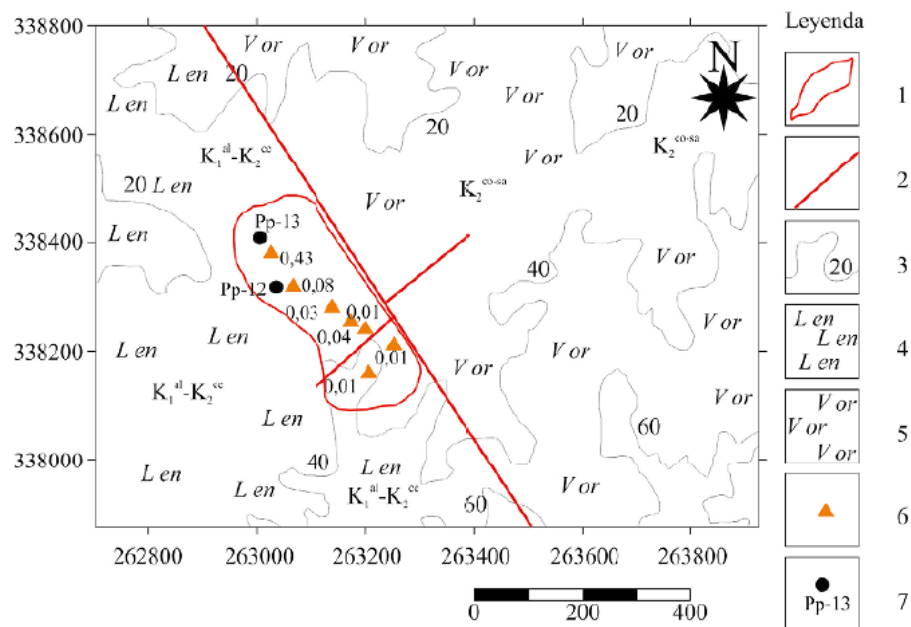 338800
338600
338400
338200
338000
262800
263000
263200
263400
263600
263800
V or
V or
V or
L en
20
V or
V or
L en
20
20
V or
K₁ᵃˡ-K₂ᶜᵉ
K₂ᶜᵒ⁻ˢᵃ
20 L en
V or
K₂ᶜᵒ⁻ˢᵃ
L en
Pp-13
0,43
40
V or
Pp-12
0,08
0,03
0,01
0,04
V or
L en
0,01
V or
V or
K₁ᵃˡ-K₂ᶜᵉ
0,01
V or
L en
60
L en
40
L en
V or
L en
K₁ᵃˡ-K₂ᶜᵉ
60
N
0
200
400
Leyenda
1
2
20
3
L en
L en
L en
4
V or
V or
V or
5
6
Pp-13
7